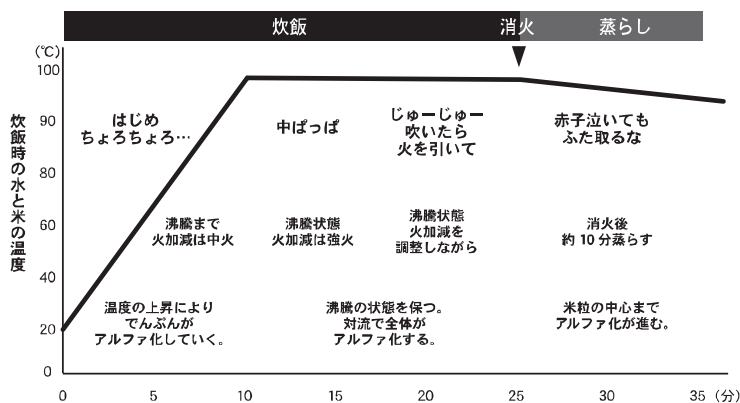 炊飯
消火
蒸らし
(℃)
100
90
80
60
40
20
0
炊飯時の水と米の温度
はじめ
ちょろちょろ…
中ぱっぱ
じゅーじゅー
吹いたら
火を引いて
赤子泣いても
ふた取るな
沸騰まで
火加減は中火
沸騰状態
火加減は強火
沸騰状態
火加減を
調整しながら
消火後
約10分蒸らす
温度の上昇により
でんぷんが
アルファ化していく。
沸騰の状態を保つ。
対流で全体が
アルファ化する。
米粒の中心まで
アルファ化が進む。
0 5 10 15 20 25 30 35 (分)